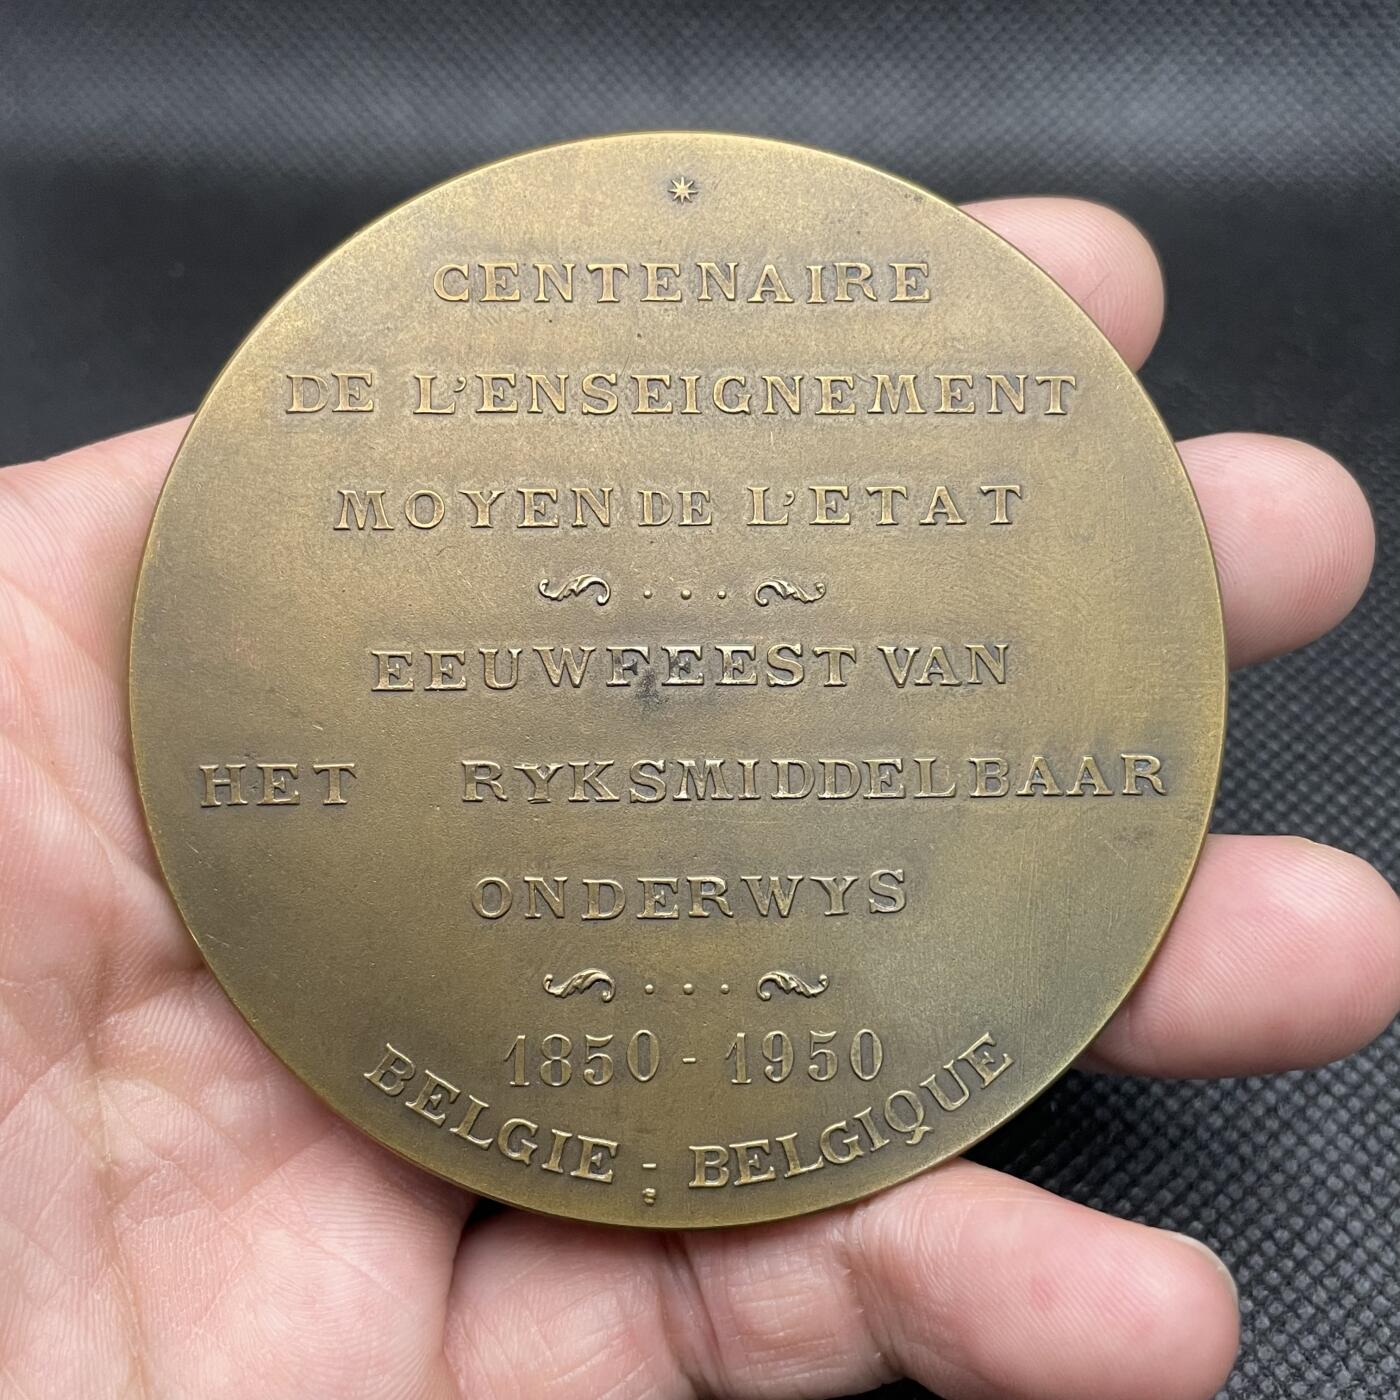 CENTENAIRE
DE L'ENSEIGNEMENT
MOYEN DE L'ETAT
EEUWFEEST VAN
HET RYKSMIDDELBAAR
ONDERWYS
1850 - 1950
BELGIE - BELGIQUE